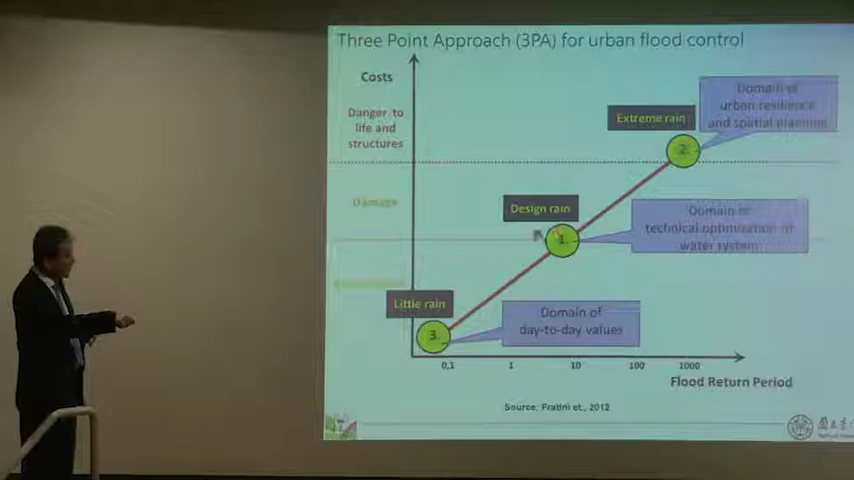 Three Point Approach (3PA) for urban flood control
Costs
Danger to
life and
structures
Damage
Extreme rain
Domain of
urban resilience
and spatial planning
2.
Design rain
1.
Domain of
technical optimisation of
water system
Little rain
3.
Domain of
day-to-day values
0,1
1
10
100
1000
Flood Return Period
Source: Fratini et., 2012